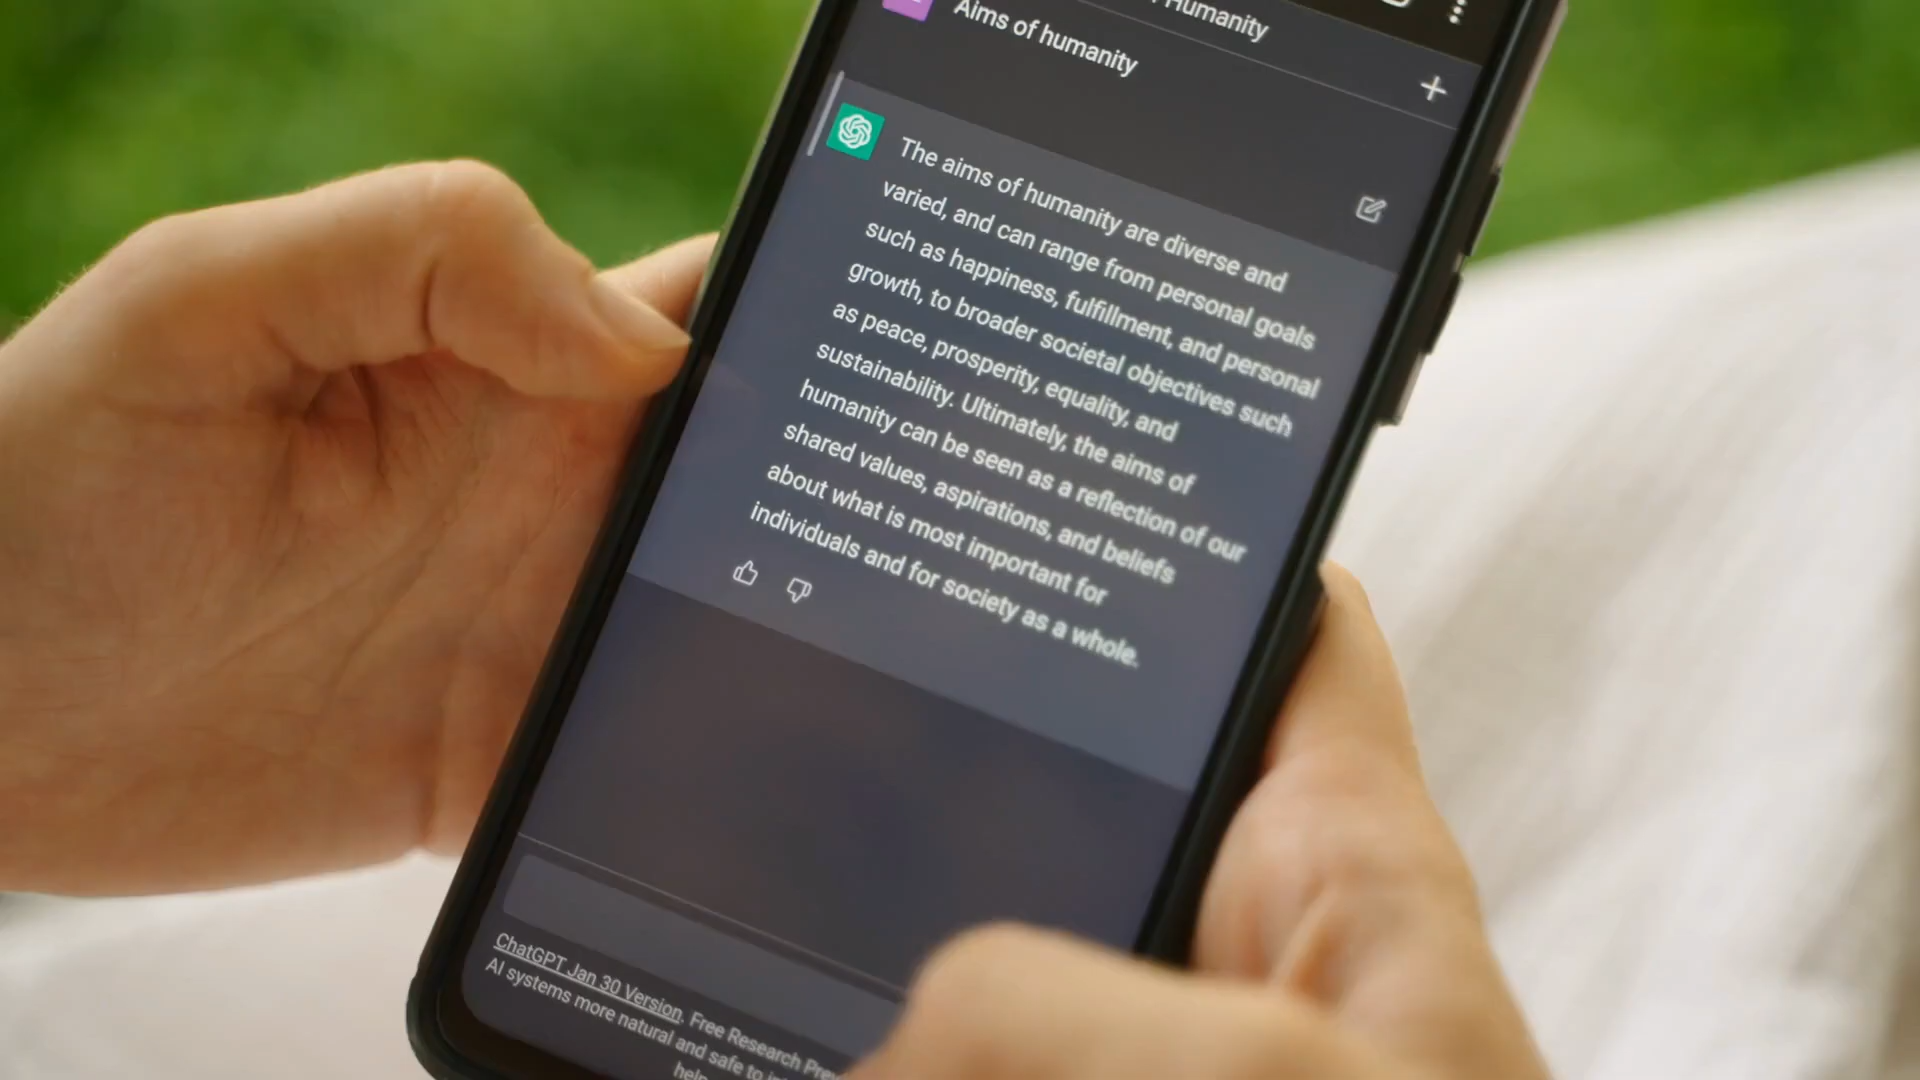 Humanity
Aims of humanity
The aims of humanity are diverse and
varied, and can range from personal goals
such as happiness, fulfillment, and personal
growth, to broader societal objectives such
as peace, prosperity, equality, and
sustainability. Ultimately, the aims of
humanity can be seen as a reflection of our
shared values, aspirations, and beliefs
about what is most important for
individuals and for society as a whole.
ChatGPT Jan 30 Version. Free Research
AI systems more natural and safe to